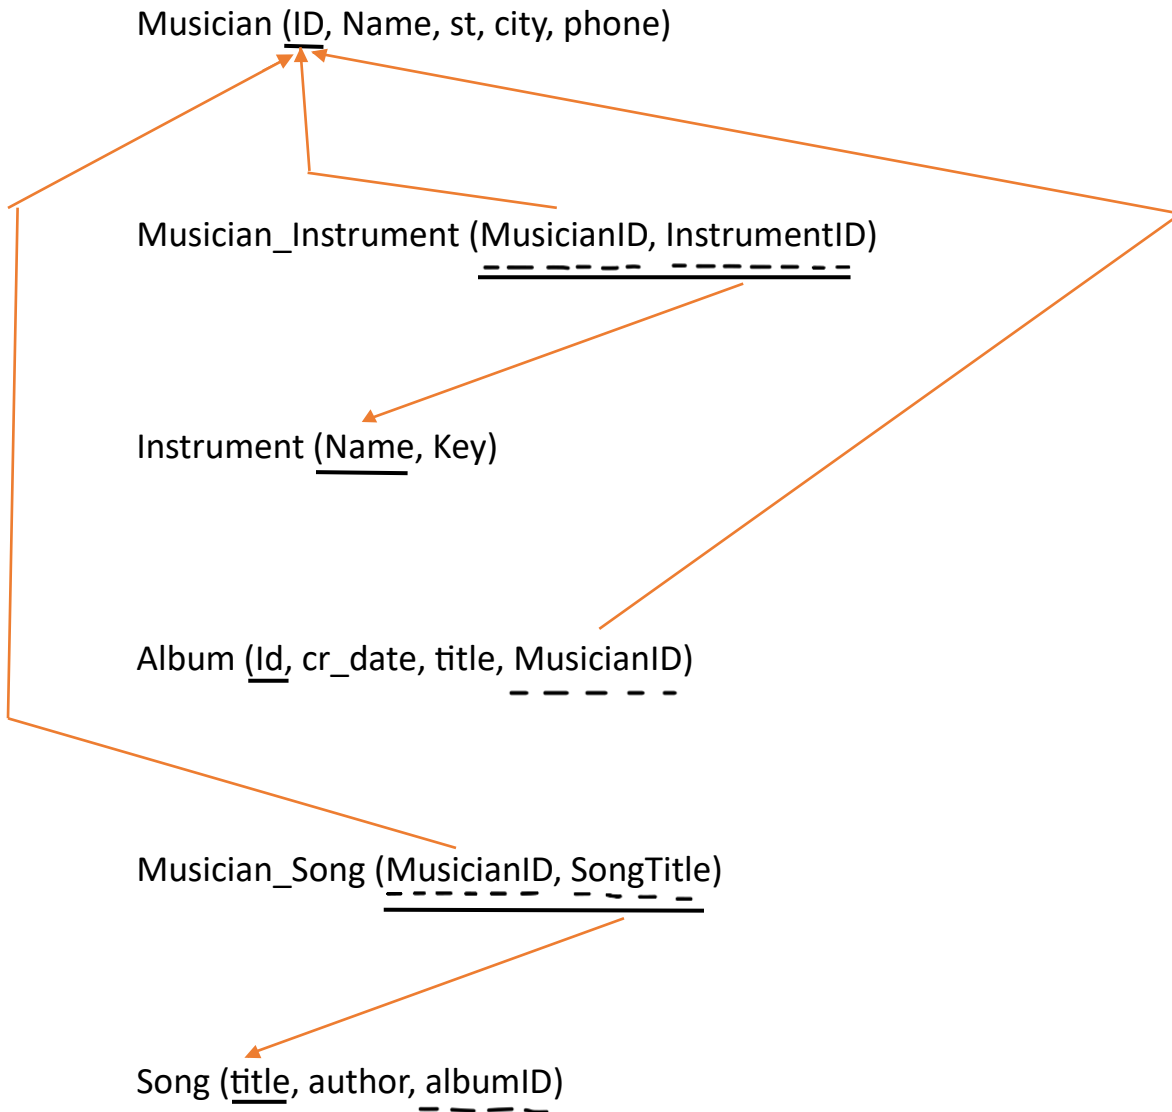 Musician (ID, Name, st, city, phone)
Musician_Instrument (MusicianID, InstrumentID)
Instrument (Name, Key)
Album (Id, cr_date, title, MusicianID)
Musician_Song (MusicianID, SongTitle)
Song (title, author, albumID)